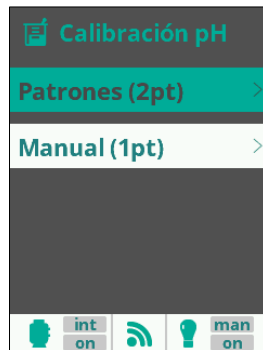 Calibración pH
Patrones (2pt)
Manual (1pt)
int
on
man
on